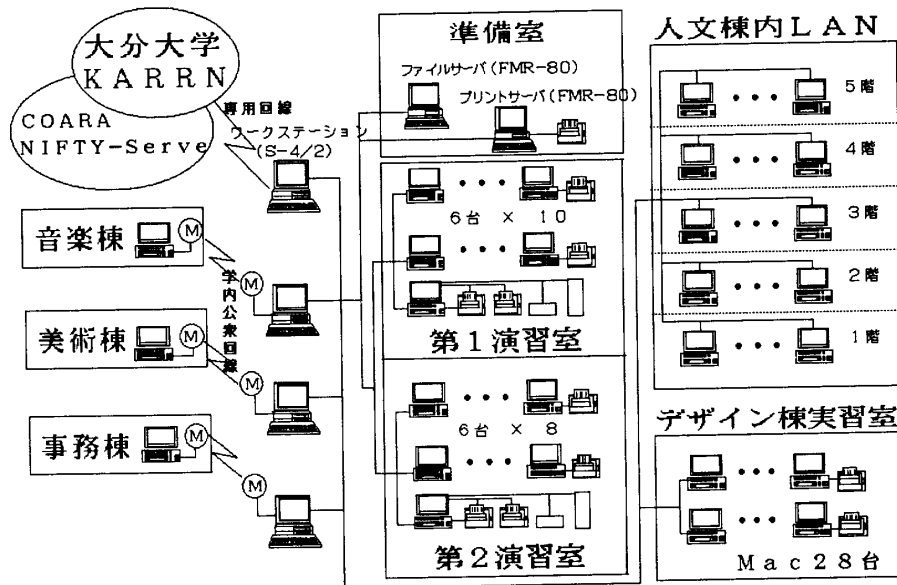 大分大学
KARRN
COARA
NIFTY-Serve
専用回線
ワークステーション
(S-4/2)
音楽棟
M
M
学内公衆回線
美術棟
M
M
事務棟
M
M
準備室
ファイルサーバ(FMR-80)
プリントサーバ(FMR-80)
6台 × 10
第1演習室
6台 × 8
第2演習室
人文棟内LAN
5階
4階
3階
2階
1階
デザイン棟実習室
Mac28台